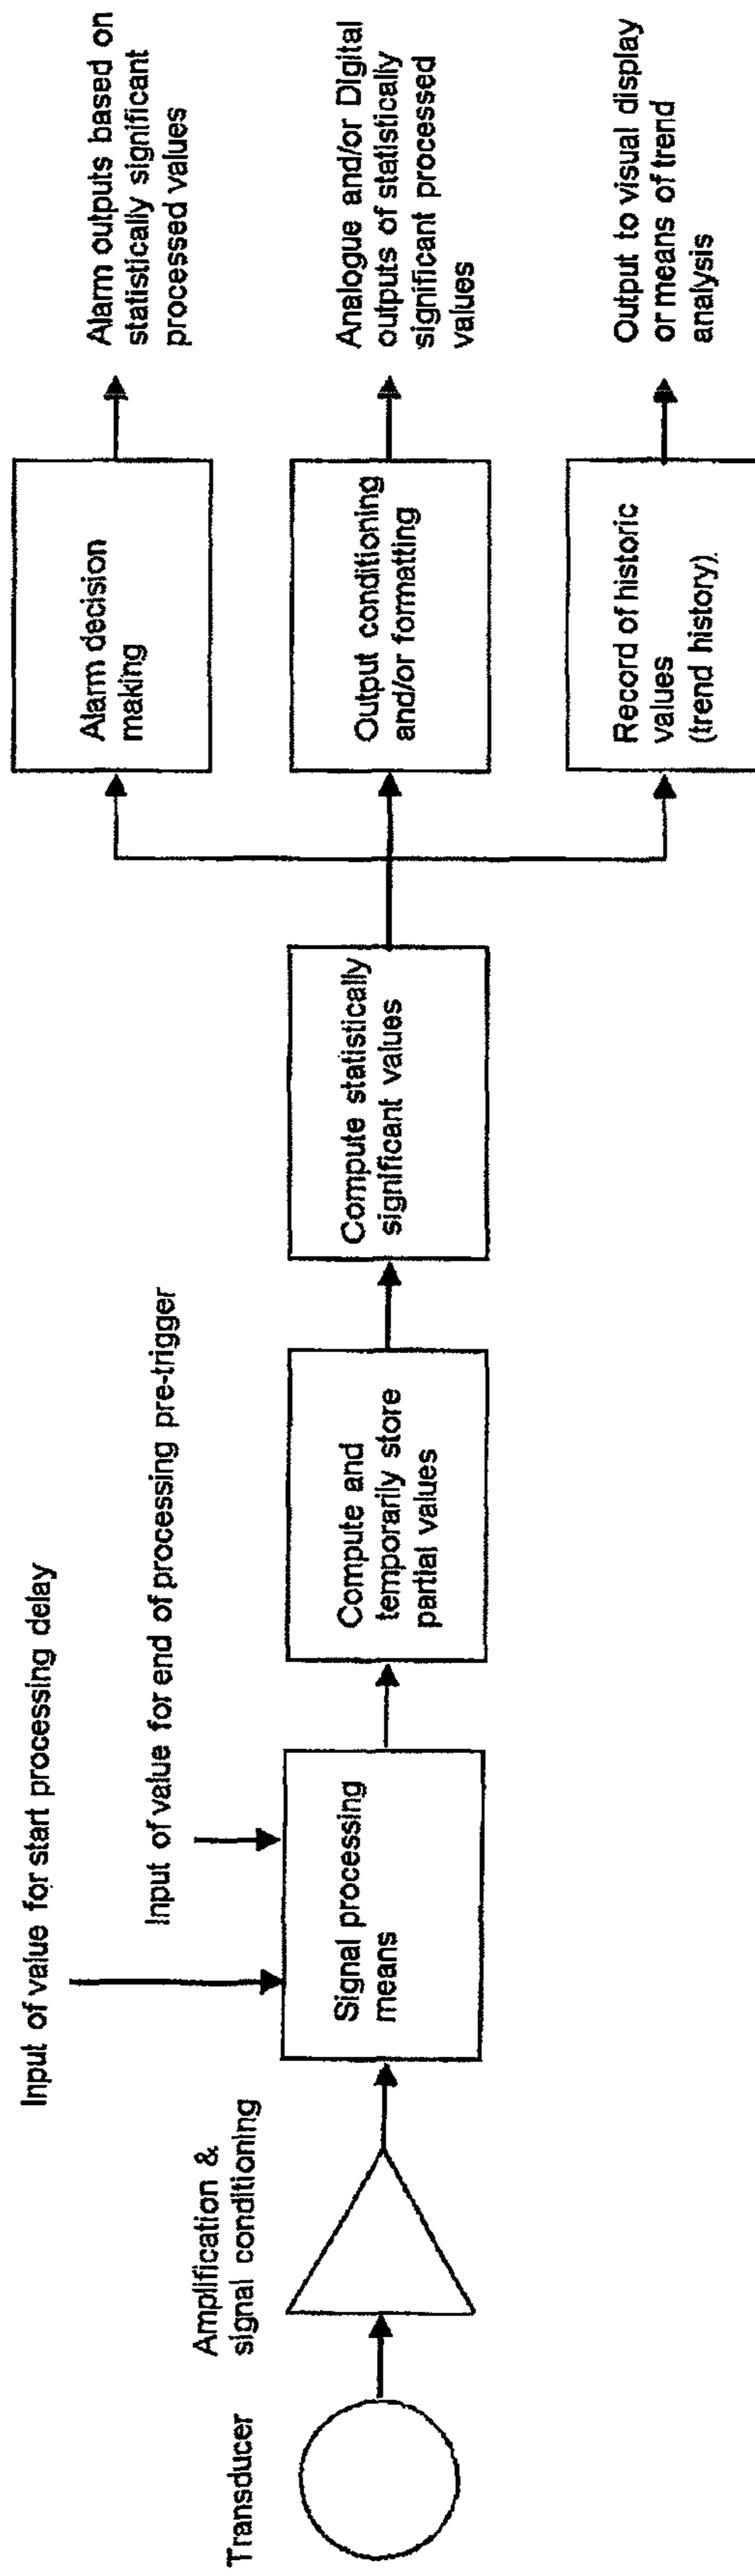 Transducer
Amplification &
signal conditioning
Input of value for start processing delay
Input of value for end of processing pre-trigger
Signal processing
means
Compute and
temporarily store
partial values
Compute statistically
significant values
Alarm decision
making
Alarm outputs based on
statistically significant
processed values
Output conditioning
and/or formatting
Analogue and/or Digital
outputs of statistically
significant processed
values
Record of historic
values
(trend history).
Output to visual display
or means of trend
analysis